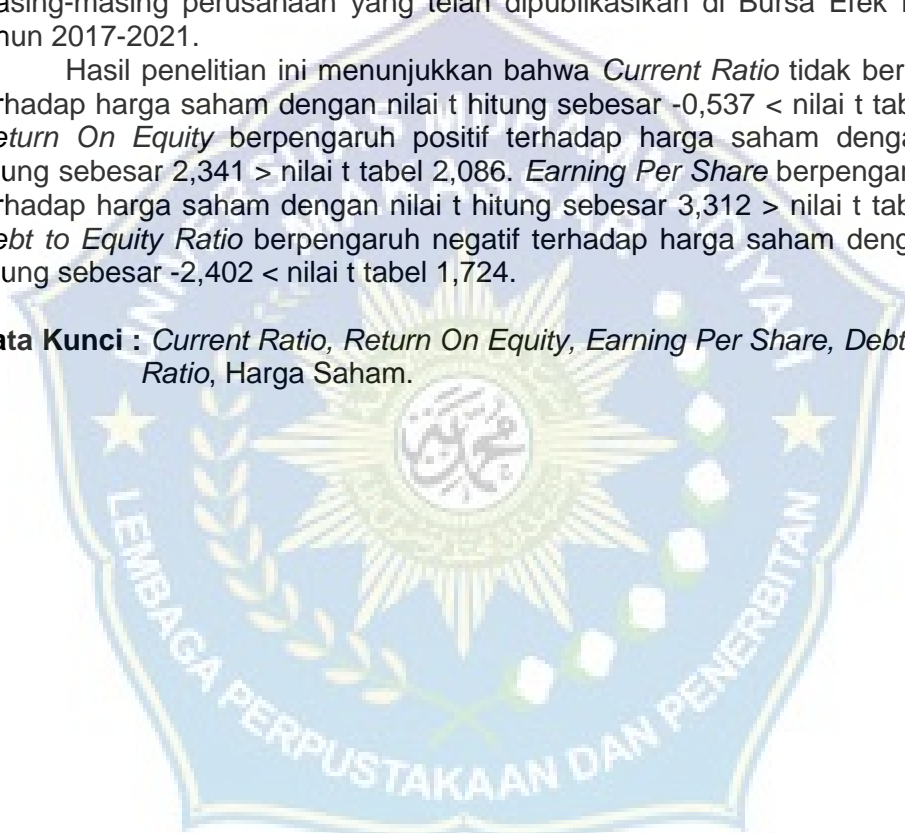 asing-masing perusahaan yang telah dipublikasikan di Bursa Efek
hun 2017-2021.
Hasil penelitian ini menunjukkan bahwa Current Ratio tidak ber
rhadap harga saham dengan nilai t hitung sebesar -0,537 < nilai t tab
eturn On Equity berpengaruh positif terhadap harga saham denga
ung sebesar 2,341 > nilai t tabel 2,086. Earning Per Share berpengar
rhadap harga saham dengan nilai t hitung sebesar 3,312 > nilai t tab
ebt to Equity Ratio berpengaruh negatif terhadap harga saham deng
ung sebesar -2,402 < nilai t tabel 1,724.
ata Kunci : Current Ratio, Return On Equity, Earning Per Share, Debt
Ratio, Harga Saham.
LEMBAGA PERPUSTAKAAN DAN PENERBITAN